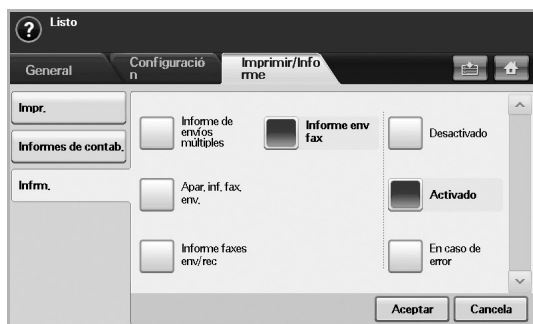 Listo
General
Configuració
n
Imprimir/Info
rme
Impr.
Informes de contab.
Infrm.
Informe de
envíos
múltiples
Informe env
fax
Desactivado
Apar. inf. fax.
env.
Activado
Informe faxes
env/rec
En caso de
error
Aceptar
Cancela